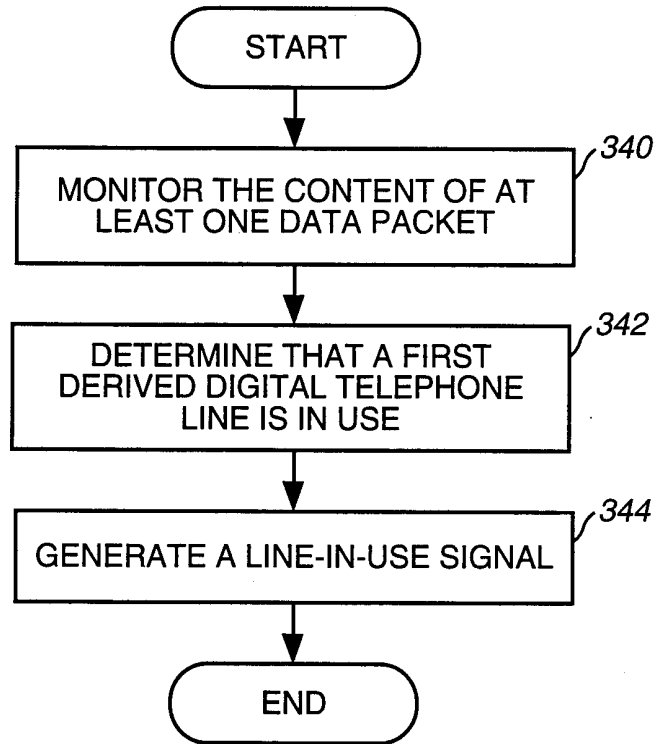 START
340
MONITOR THE CONTENT OF AT
LEAST ONE DATA PACKET
342
DETERMINE THAT A FIRST
DERIVED DIGITAL TELEPHONE
LINE IS IN USE
344
GENERATE A LINE-IN-USE SIGNAL
END